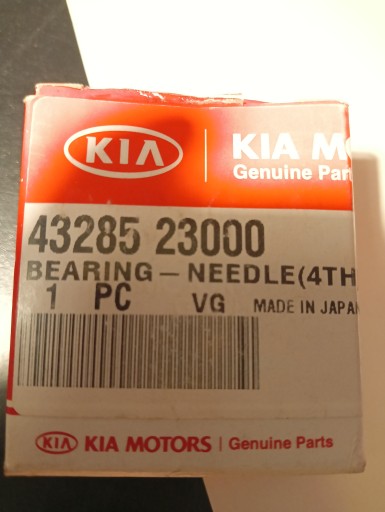 KIA
KIA M
Genuine Par
43285 23000
BEARING – NEEDLE(4TH
1 PC VG MADE IN JAPA
KIA KIA MOTORS | Genuine Parts